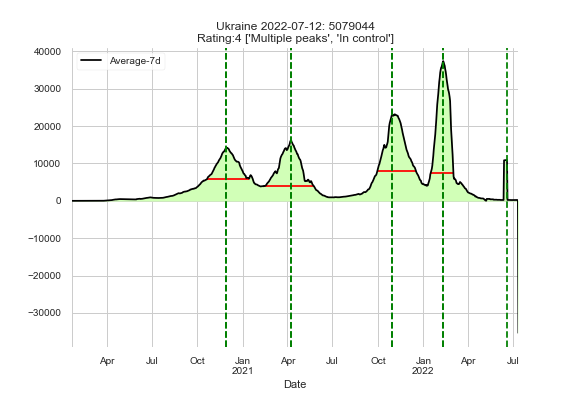 Ukraine 2022-07-12: 5079044
Rating:4 ['Multiple peaks', 'In control']
Average-7d
40000
30000
20000
10000
0
−10000
−20000
−30000
Apr Jul Oct Jan Apr Jul Oct Jan Apr Jul
2021 2022
Date